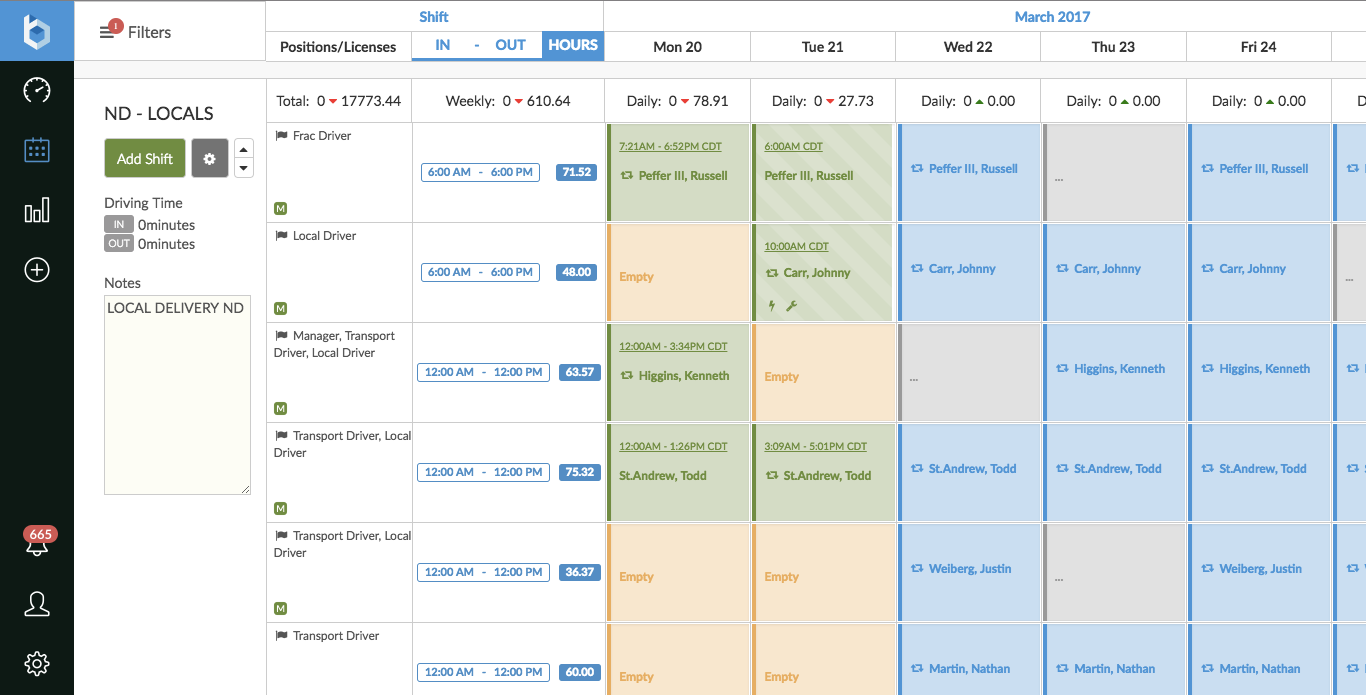 1
Filters
Shift
March 2017
Positions/Licenses
IN - OUT
HOURS
Mon 20
Tue 21
Wed 22
Thu 23
Fri 24
ND - LOCALS
Add Shift
Driving Time
IN 0minutes
OUT 0minutes
Notes
LOCAL DELIVERY ND
665
Total: 0 17773.44
Weekly: 0 610.64
Daily: 0 78.91
Daily: 0 27.73
Daily: 0 0.00
Daily: 0 0.00
Daily: 0 0.00
D
Frac Driver
M
6:00 AM - 6:00 PM
71.52
7:21AM - 6:52PM CDT
Peffer III, Russell
6:00AM CDT
Peffer III, Russell
Peffer III, Russell
...
Peffer III, Russell
Local Driver
M
6:00 AM - 6:00 PM
48.00
Empty
10:00AM CDT
Carr, Johnny
Carr, Johnny
Carr, Johnny
Carr, Johnny
...
Manager, Transport
Driver, Local Driver
M
12:00 AM - 12:00 PM
63.57
12:00AM - 3:34PM CDT
Higgins, Kenneth
Empty
...
Higgins, Kenneth
Higgins, Kenneth
Transport Driver, Local
Driver
M
12:00 AM - 12:00 PM
75.32
12:00AM - 1:26PM CDT
St.Andrew, Todd
3:09AM - 5:01PM CDT
St.Andrew, Todd
St.Andrew, Todd
St.Andrew, Todd
St.Andrew, Todd
Transport Driver, Local
Driver
M
12:00 AM - 12:00 PM
36.37
Empty
Empty
Weiberg, Justin
...
Weiberg, Justin
Transport Driver
12:00 AM - 12:00 PM
60.00
Empty
Empty
Martin, Nathan
Martin, Nathan
Martin, Nathan